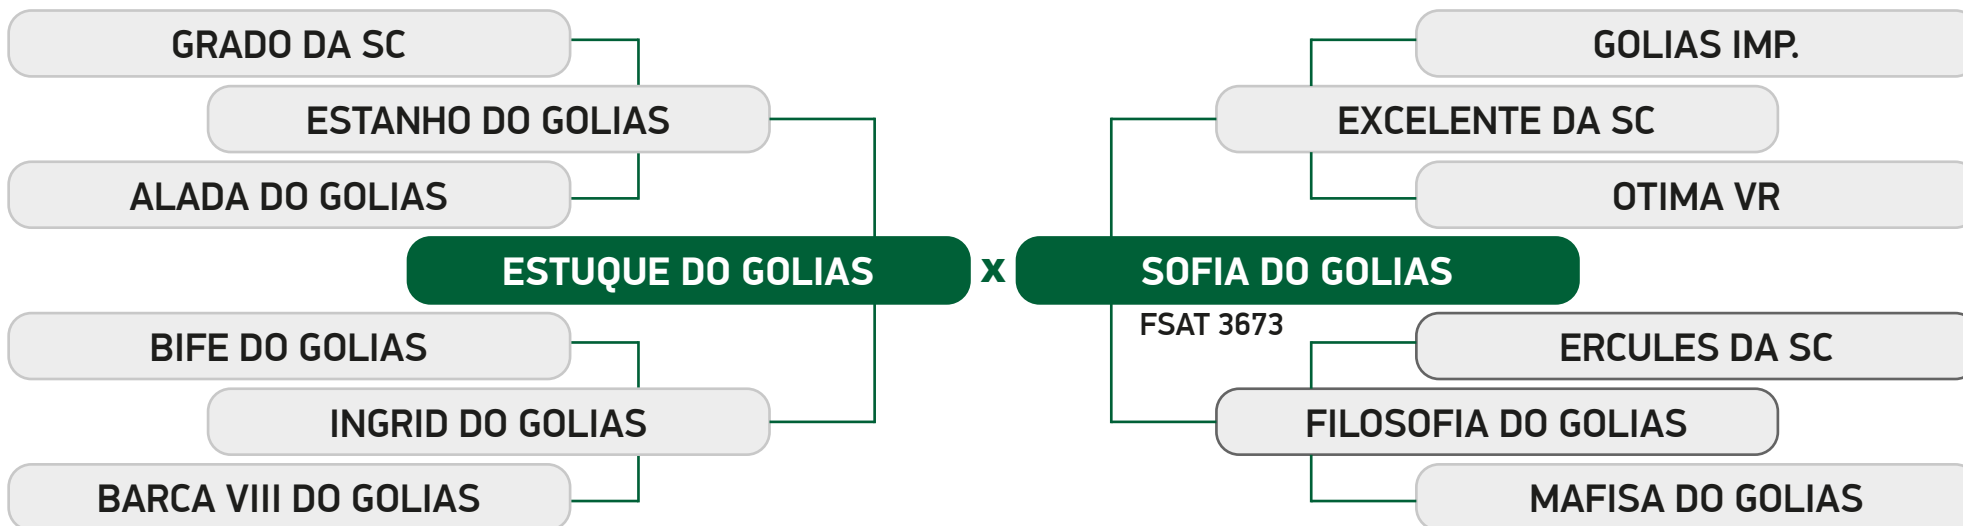 GRADO DA SC
GOLIAS IMP.
ESTANHO DO GOLIAS
EXCELENTE DA SC
ALADA DO GOLIAS
OTIMA VR
ESTUQUE DO GOLIAS x SOFIA DO GOLIAS
FSAT 3673
BIFE DO GOLIAS
ERCULES DA SC
INGRID DO GOLIAS
FILOSOFIA DO GOLIAS
BARCA VIII DO GOLIAS
MAFISA DO GOLIAS